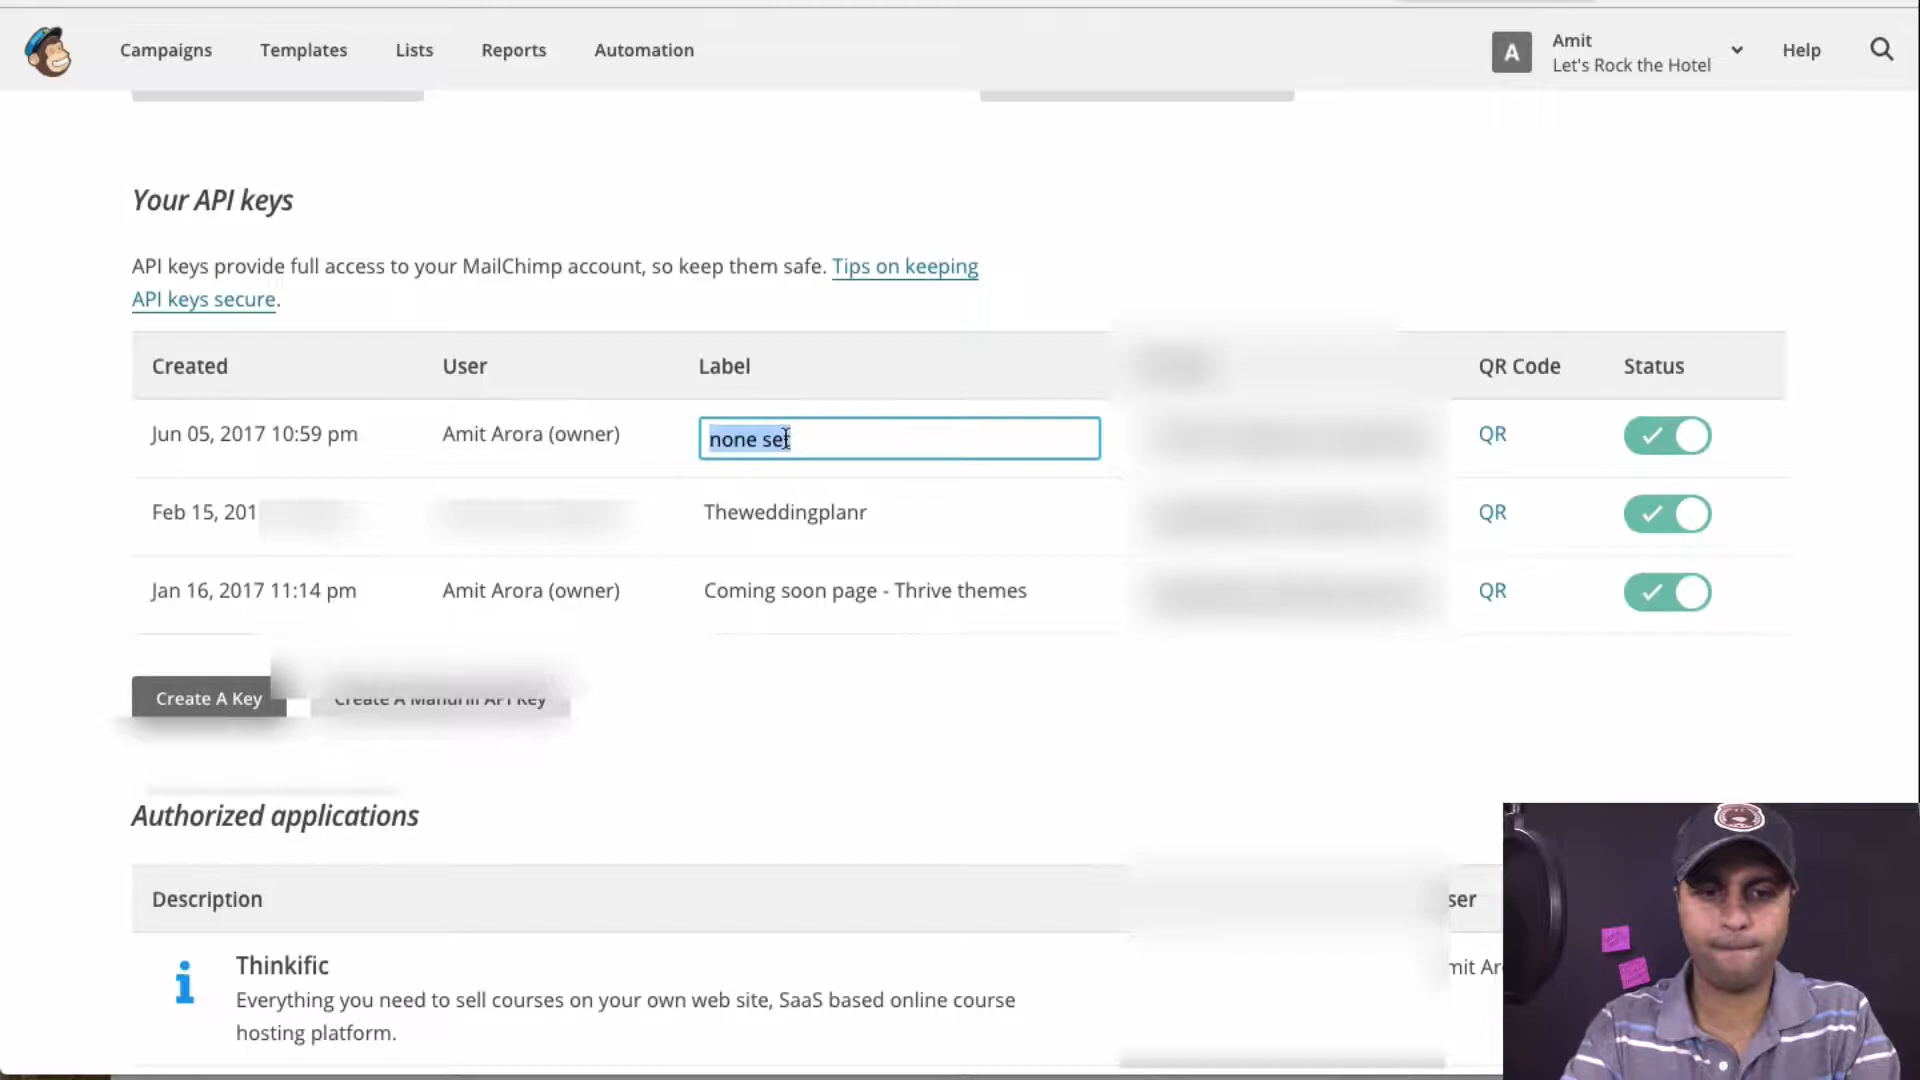 Campaigns Templates Lists Reports Automation
A
Amit
Let's Rock the Hotel
Help
Your API keys
API keys provide full access to your MailChimp account, so keep them safe. Tips on keeping
API keys secure.
Created User Label QR Code Status
Jun 05, 2017 10:59 pm Amit Arora (owner) none set QR
Feb 15, 201 Theweddingplanr QR
Jan 16, 2017 11:14 pm Amit Arora (owner) Coming soon page - Thrive themes QR
Create A Key Create A Mandrill API Key
Authorized applications
Description ser
Thinkific
mit Ar
Everything you need to sell courses on your own web site, SaaS based online course
hosting platform.